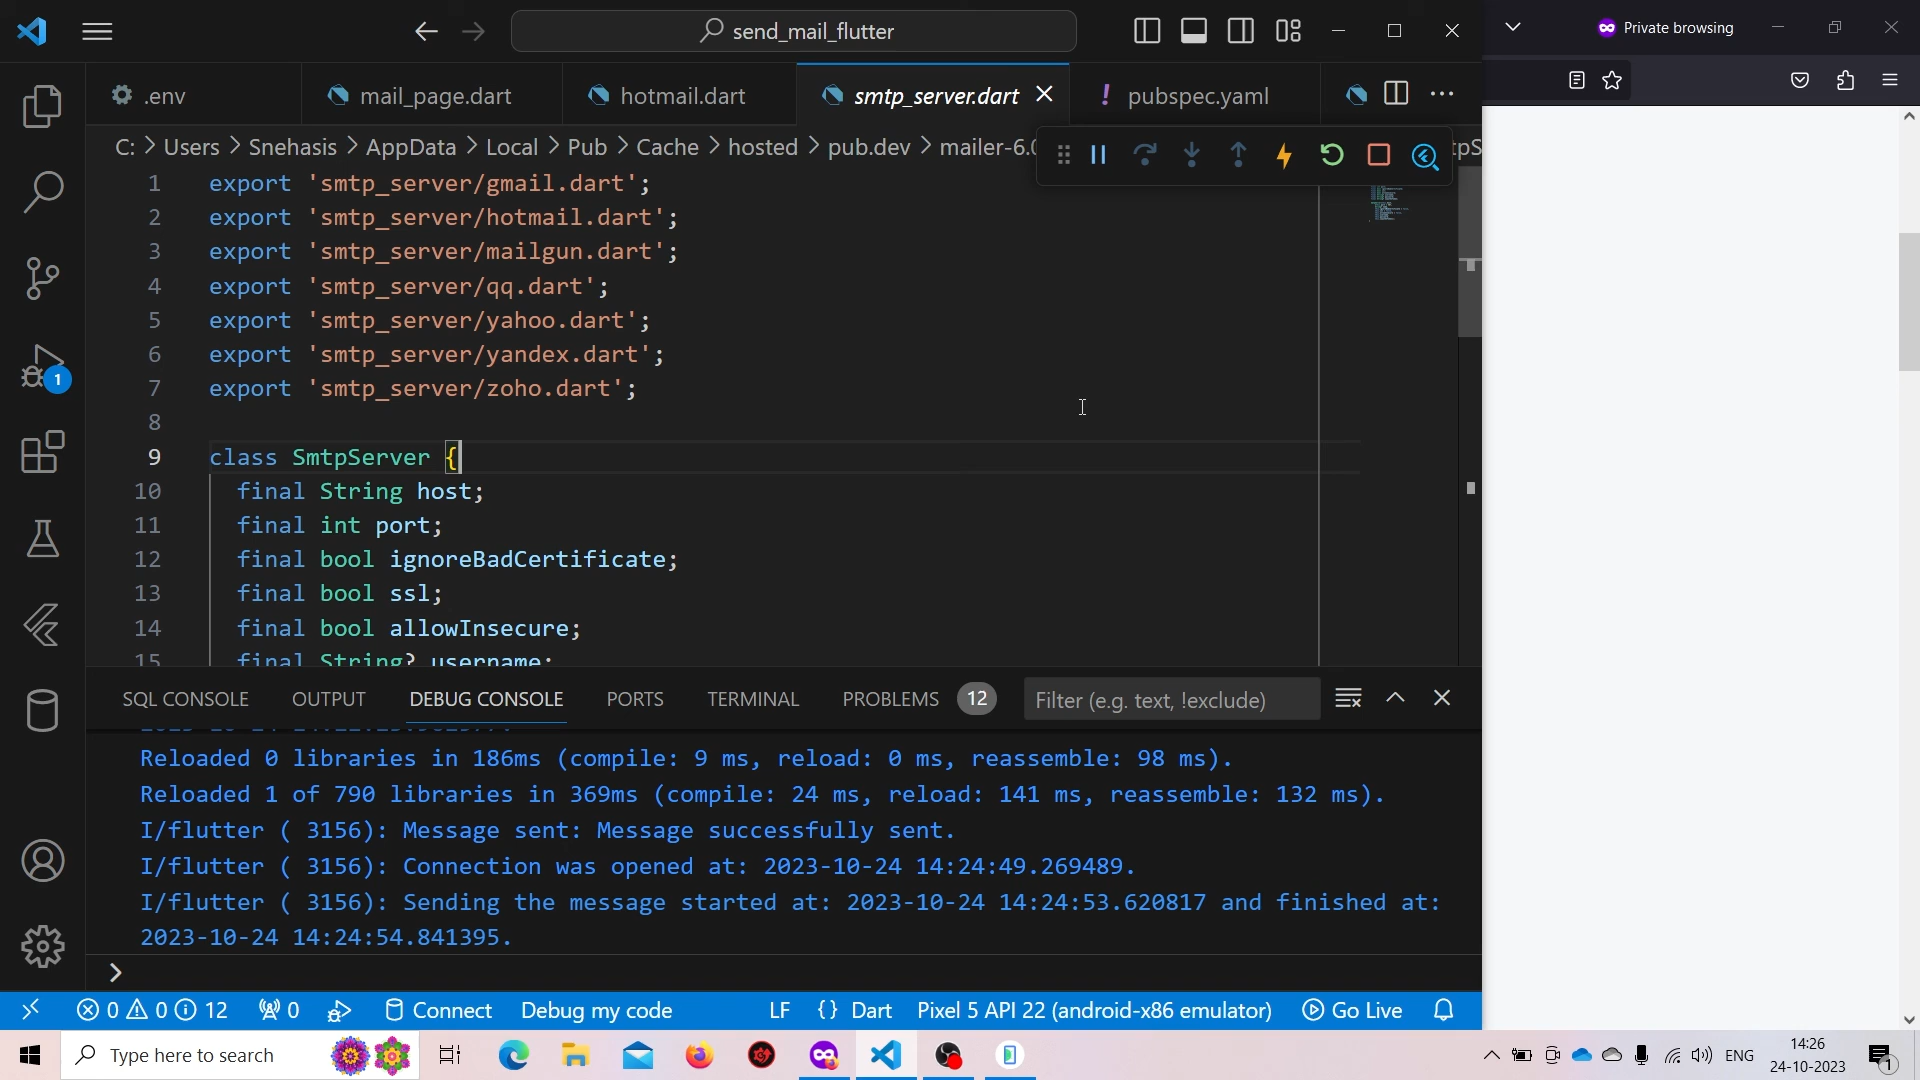 send_mail_flutter
Private browsing
.env
mail_page.dart
hotmail.dart
smtp_server.dart
! pubspec.yaml
C: > Users > Snehasis > AppData > Local > Pub > Cache > hosted > pub.dev > mailer-6.0
tpS
1 export 'smtp_server/gmail.dart';
2 export 'smtp_server/hotmail.dart';
3 export 'smtp_server/mailgun.dart';
4 export 'smtp_server/qq.dart';
5 export 'smtp_server/yahoo.dart';
6 export 'smtp_server/yandex.dart';
7 export 'smtp_server/zoho.dart';
8
9 class SmtpServer {
10 final String host;
11 final int port;
12 final bool ignoreBadCertificate;
13 final bool ssl;
14 final bool allowInsecure;
15 final String? username;
1
SQL CONSOLE
OUTPUT
DEBUG CONSOLE
PORTS
TERMINAL
PROBLEMS 12
Filter (e.g. text, !exclude)
Reloaded 0 libraries in 186ms (compile: 9 ms, reload: 0 ms, reassemble: 98 ms).
Reloaded 1 of 790 libraries in 369ms (compile: 24 ms, reload: 141 ms, reassemble: 132 ms).
I/flutter ( 3156): Message sent: Message successfully sent.
I/flutter ( 3156): Connection was opened at: 2023-10-24 14:24:49.269489.
I/flutter ( 3156): Sending the message started at: 2023-10-24 14:24:53.620817 and finished at:
2023-10-24 14:24:54.841395.
0 0 12 0 Connect Debug my code LF {} Dart Pixel 5 API 22 (android-x86 emulator) Go Live
Type here to search
ENG
14:26
24-10-2023
1